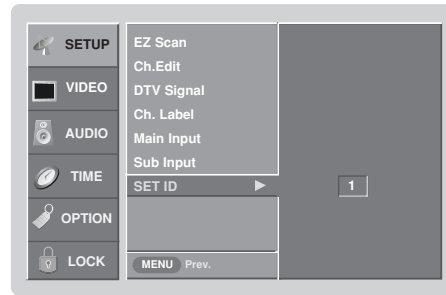 SETUP
VIDEO
AUDIO
TIME
OPTION
LOCK
EZ Scan
Ch.Edit
DTV Signal
Ch. Label
Main Input
Sub Input
SET ID
1
MENU Prev.